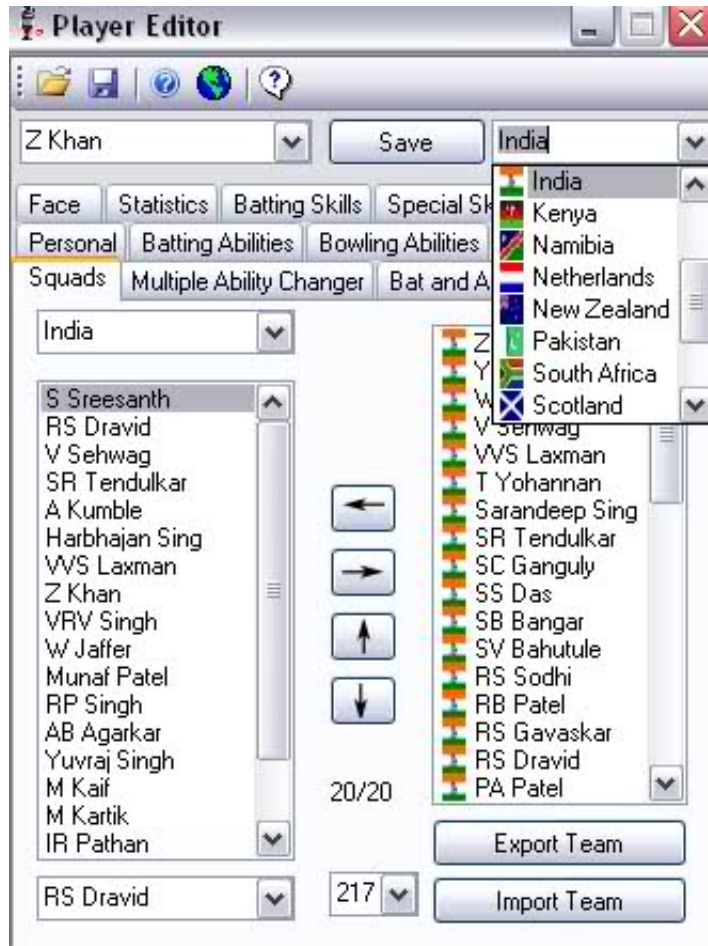 Player Editor
Z Khan
Save
India
Face Statistics Batting Skills Special Sk
Personal Batting Abilities Bowling Abilities
Squads Multiple Ability Changer Bat and A
India
Kenya
Namibia
Netherlands
New Zealand
Pakistan
South Africa
Scotland
India
S Sreesanth
RS Dravid
V Sehwag
SR Tendulkar
A Kumble
Harbhajan Sing
VVS Laxman
Z Khan
VRV Singh
W Jaffer
Munaf Patel
RP Singh
AB Agarkar
Yuvraj Singh
M Kaif
M Kartik
IR Pathan
RS Dravid
20/20
217
Z
Y
W
V Sehwag
VVS Laxman
T Yohannan
Sarandeep Sing
SR Tendulkar
SC Ganguly
SS Das
SB Bangar
SV Bahutule
RS Sodhi
RB Patel
RS Gavaskar
RS Dravid
PA Patel
Export Team
Import Team